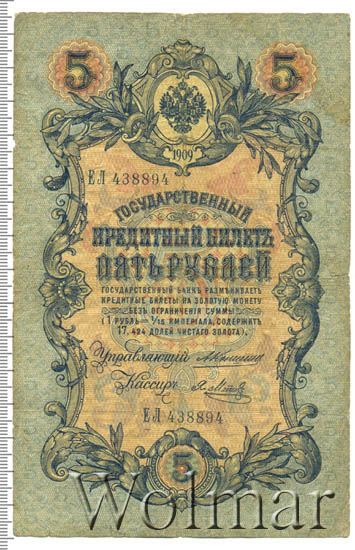 5 5
1909
ЕЛ 438894
ГОСУДАРСТВЕННЫЙ
КРЕДИТНЫЙ БИЛЕТЪ
ПЯТЬ РУБЛЕЙ
ГОСУДАРСТВЕННЫЙ БАНКЪ РАЗМѢНИВАЕТЪ
КРЕДИТНЫЕ БИЛЕТЫ НА ЗОЛОТУЮ МОНЕТУ
БЕЗЪ ОГРАНИЧЕНІЯ СУММЫ
(1 РУБЛЬ = 1/15 ИМПЕРІАЛА, СОДЕРЖИТЪ
17,424 ДОЛЕЙ ЧИСТАГО ЗОЛОТА).
Управляющій
Кассиръ
ЕЛ 438894
5
Wolmar